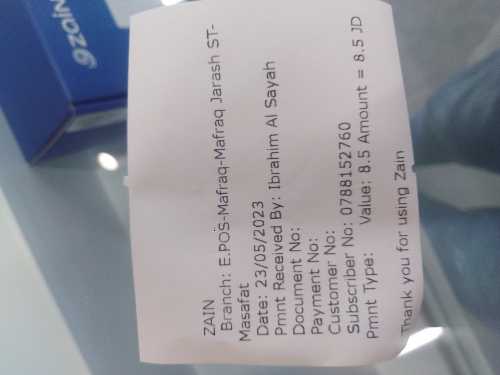 zain
ZAIN
Branch: E.POS-Mafraq-Mafraq Jarash ST-
Masafat
Date: 23/05/2023
Pmnt Received By: Ibrahim Al Sayah
Document No:
Payment No:
Customer No:
Subscriber No: 0788152760
Pmnt Type: Value: 8.5 Amount = 8.5 JD
Thank you for using Zain